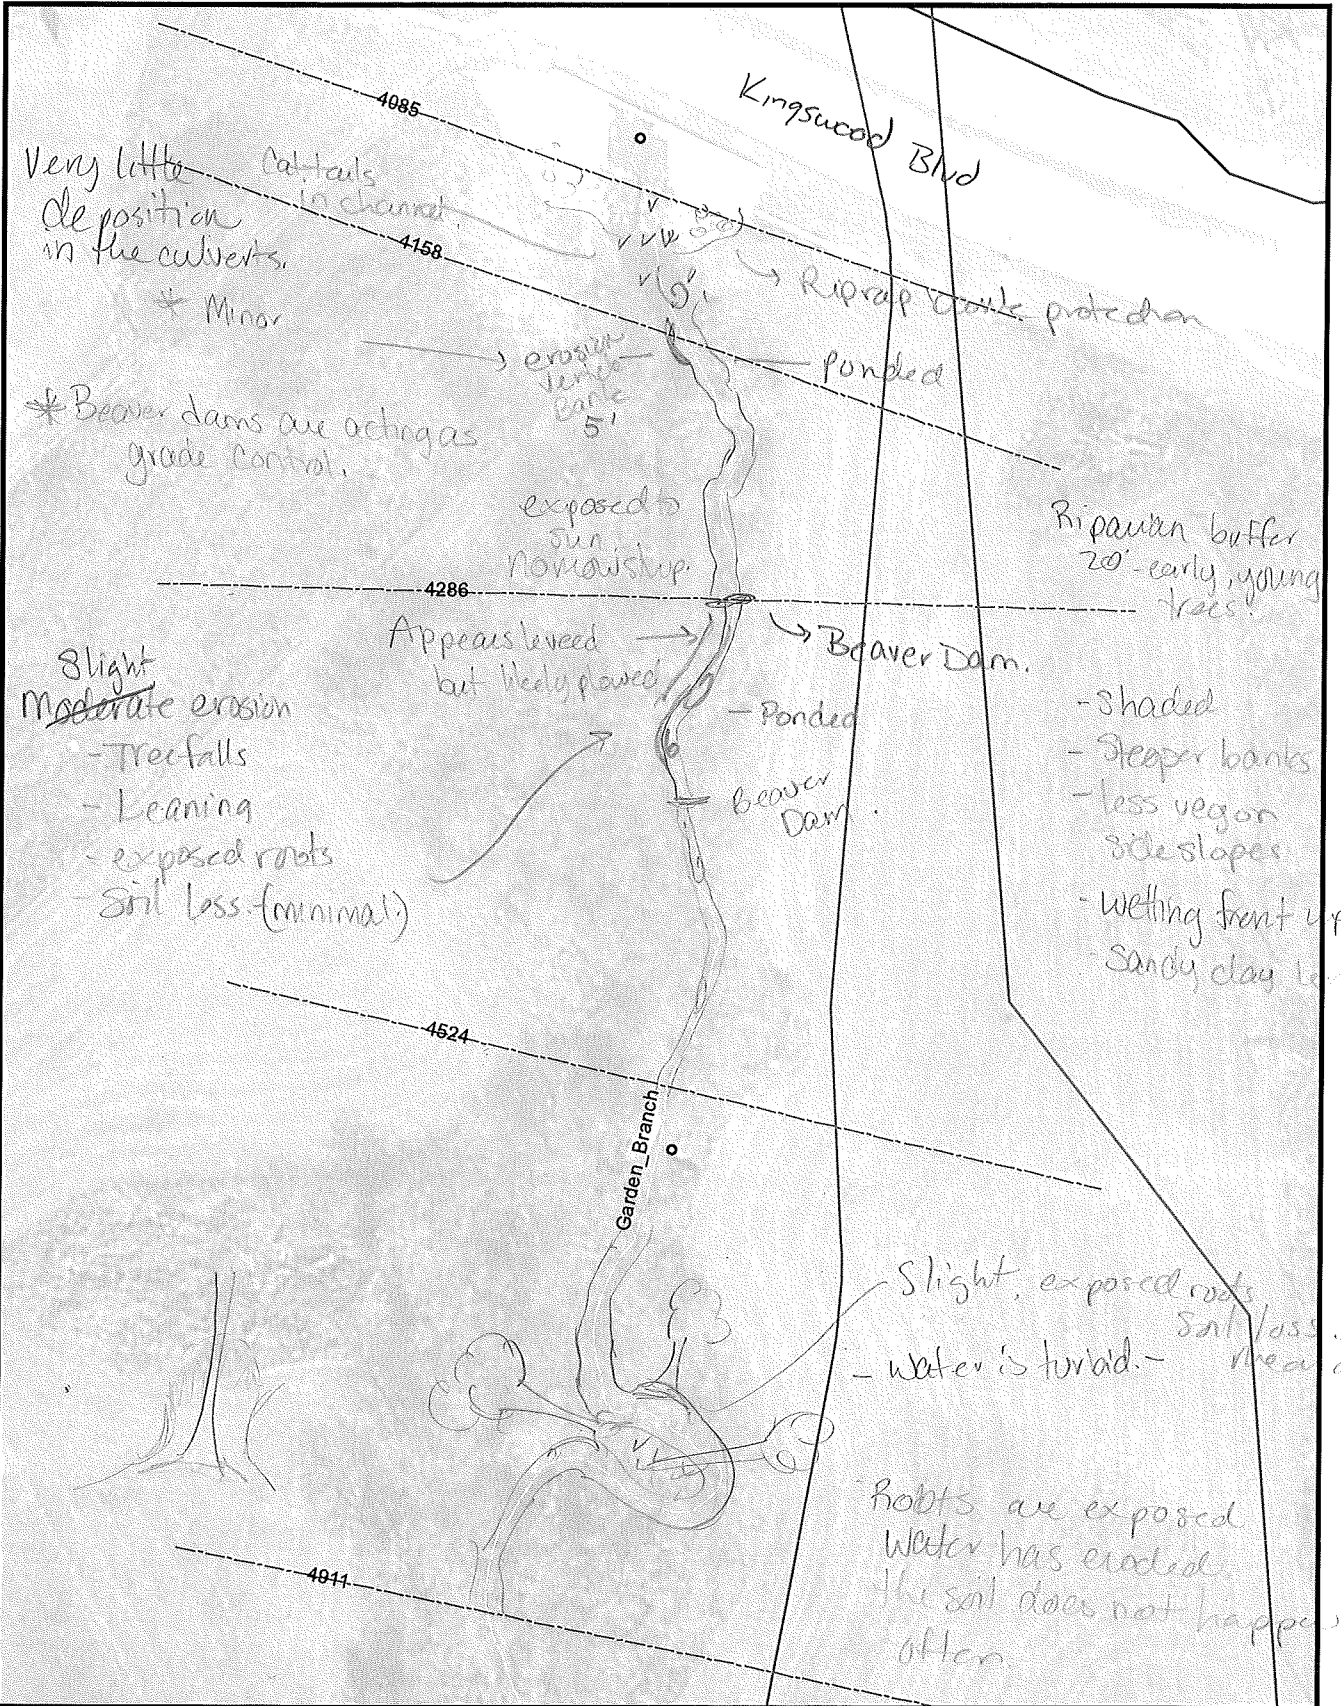 4085
Kingswood Blvd
Very little
deposition
in the culverts.
Cattails
in channel
4158
* Minor
Riprap protection
erosion
Bank
5'
Ponded
* Beaver dams are acting as
grade control.
exposed to
sun
Riparian buffer
20' - early, young
trees
4286
Appears leveed
but likely plowed
Beaver Dam.
Slight
Moderate erosion
- Tree falls
- Leaning
- exposed roots
- Soil loss. (minimal)
- Ponded
Beaver
Dam.
- Shaded
- Steeper banks
- less veg on
side slopes
- Wetting front
- Sandy clay
4524
Garden_Branch
Slight, exposed roots
Soil loss.
- Water is turbid. -
Roots are exposed
Water has eroded
the soil does not happen
often.
4911